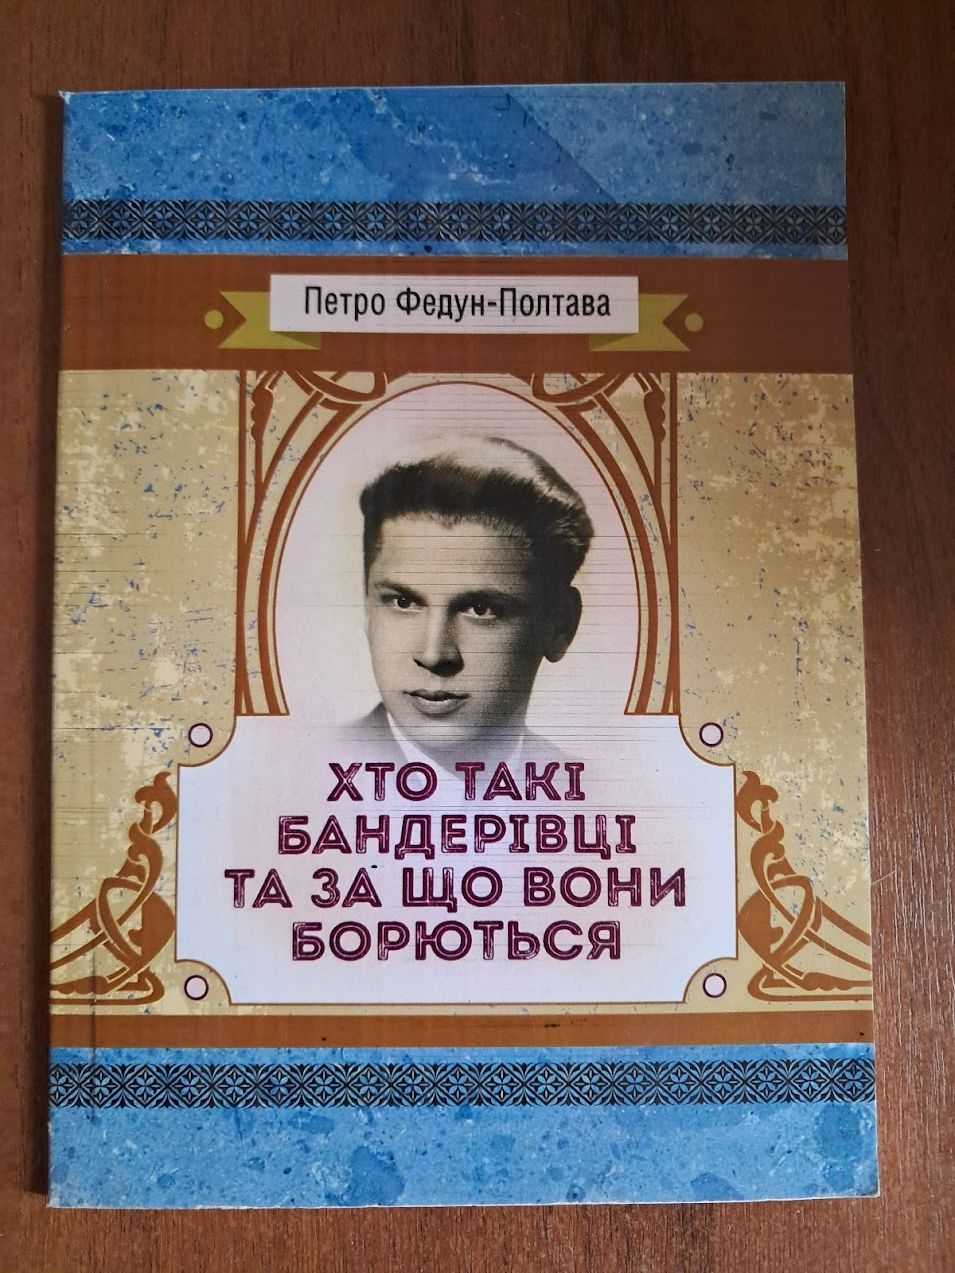 Петро Федун-Полтава
ХТО ТАКІ
БАНДЕРІВЦІ
ТА ЗА ЩО ВОНИ
БОРЮТЬСЯ